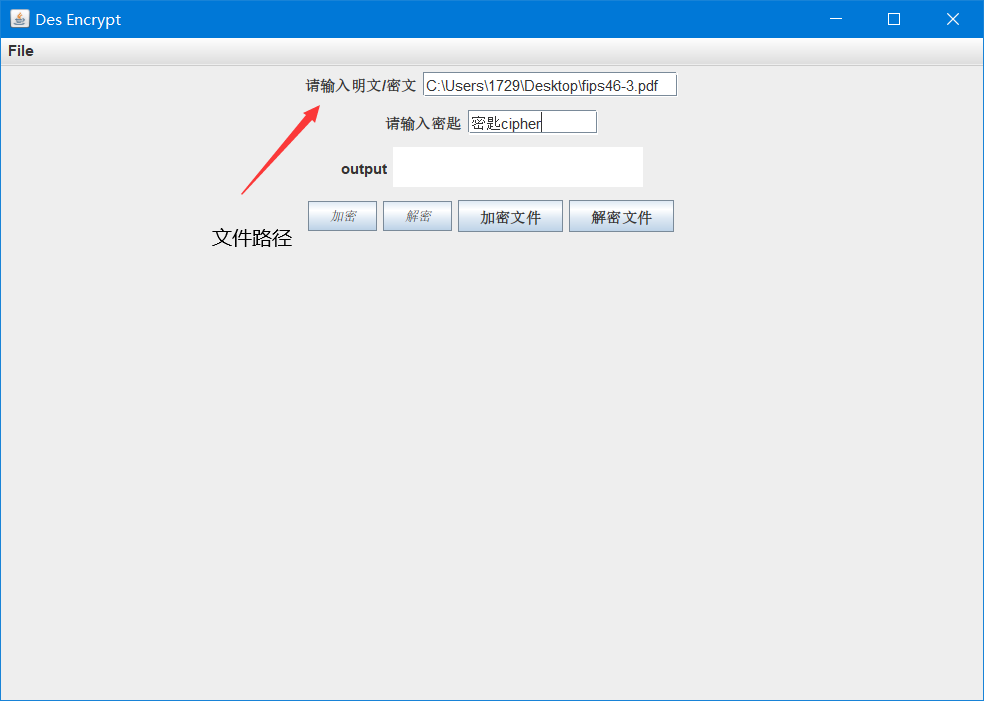 Des Encrypt
File
请输入明文/密文 C:\Users\1729\Desktop\fips46-3.pdf
请输入密匙 密匙cipher
output
加密 解密 加密文件 解密文件
文件路径